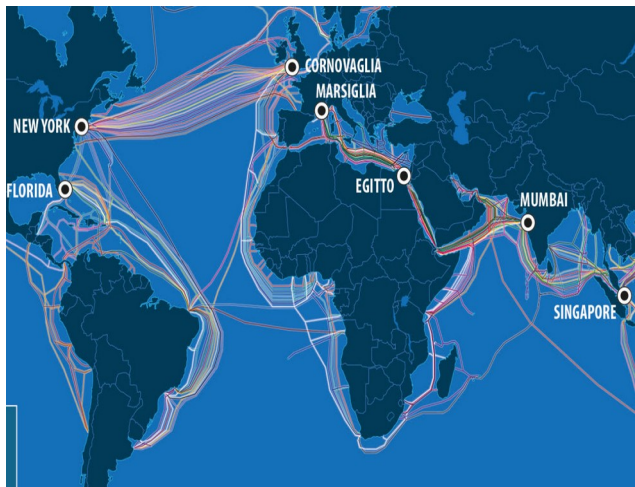 CORNOVAGLIA
MARSIGLIA
NEW YORK
EGITTO
FLORIDA
MUMBAI
SINGAPORE